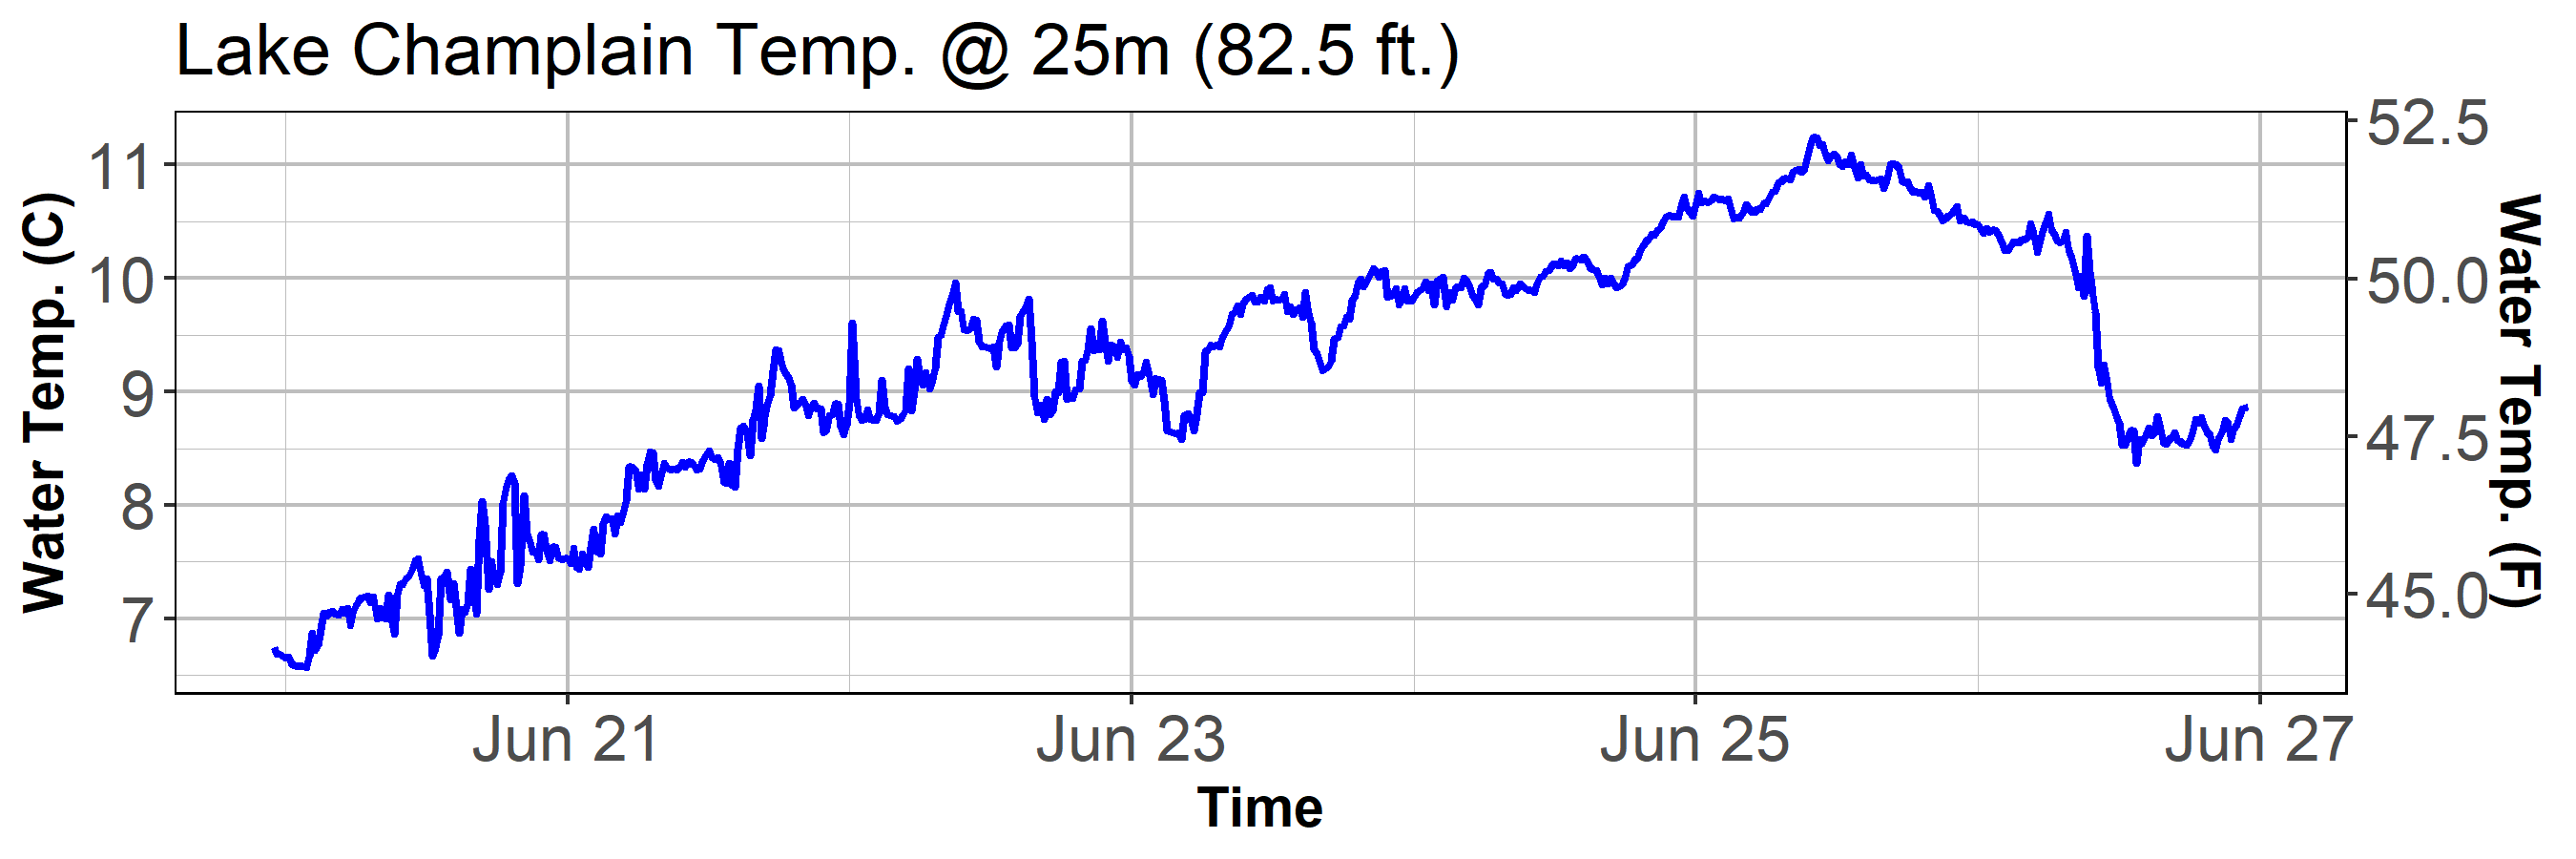 Lake Champlain Temp. @ 25m (82.5 ft.)
Water Temp. (C)
11
10
9
8
7
52.5
50.0
47.5
45.0
Water Temp. (F)
Jun 21 Jun 23 Jun 25 Jun 27
Time